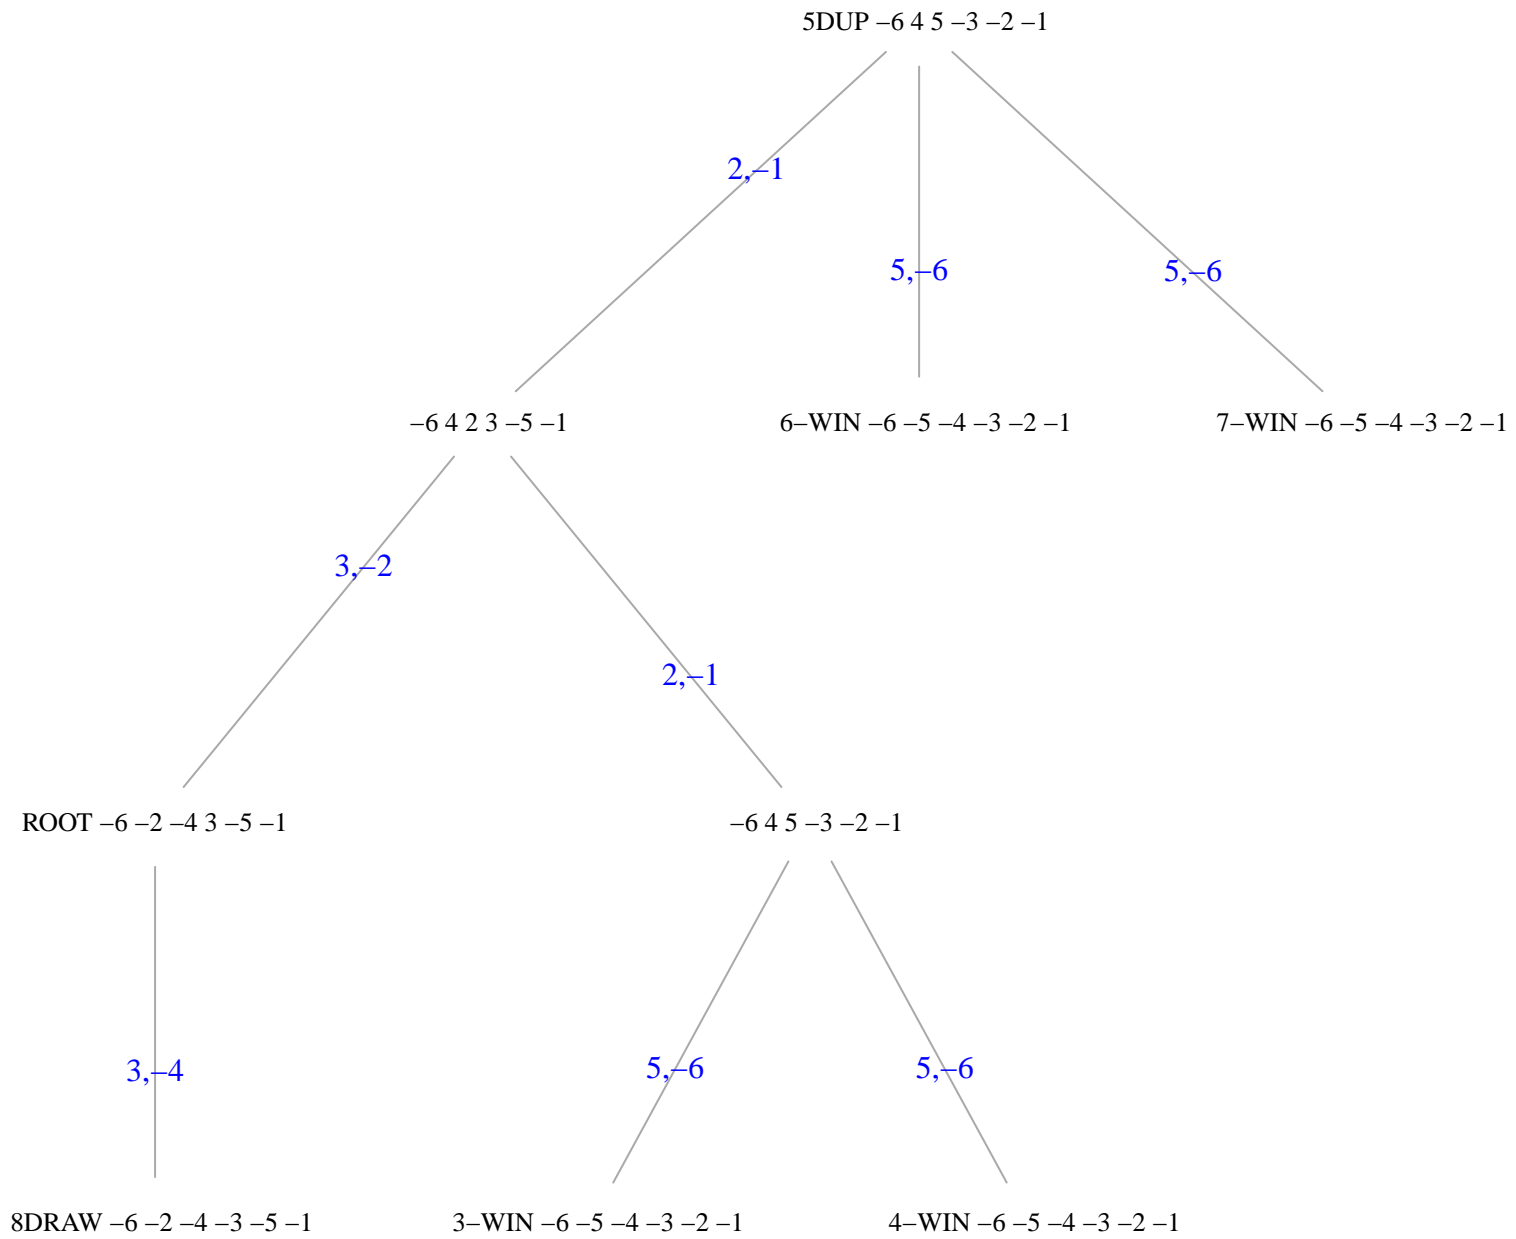 5DUP −6 4 5 −3 −2 −1
2,−1
5,−6
5,−6
−6 4 2 3 −5 −1
6−WIN −6 −5 −4 −3 −2 −1
7−WIN −6 −5 −4 −3 −2 −1
3,−2
2,−1
ROOT −6 −2 −4 3 −5 −1
−6 4 5 −3 −2 −1
3,−4
5,−6
5,−6
8DRAW −6 −2 −4 −3 −5 −1
3−WIN −6 −5 −4 −3 −2 −1
4−WIN −6 −5 −4 −3 −2 −1